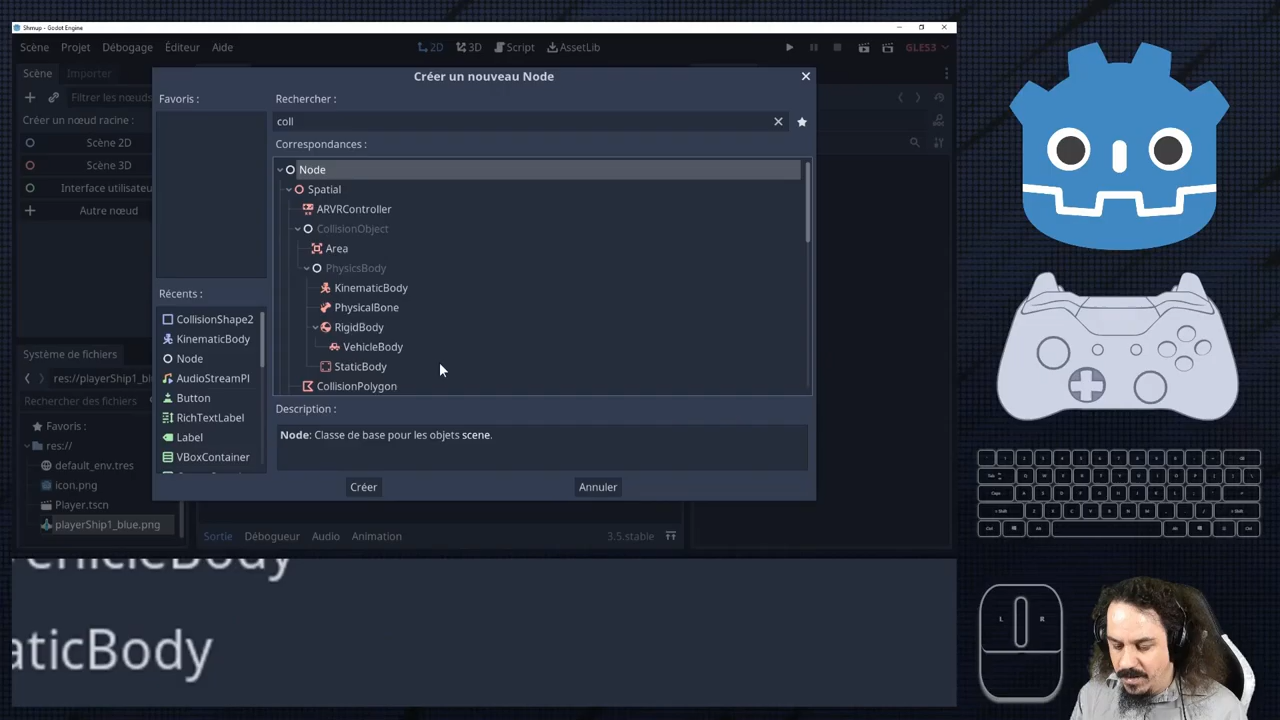 Shmup - Godot Engine
Scène Projet Débogage Éditeur Aide
2D 3D Script AssetLib
GLES3
Scène Importer
Filtrer les nœuds
Créer un nœud racine :
Scène 2D
Scène 3D
Interface utilisateu
Autre nœud
Système de fichiers
res://playerShip1_bl
Rechercher des fichiers
Favoris :
res://
default_env.tres
icon.png
Player.tscn
playerShip1_blue.png
Créer un nouveau Node
Favoris :
Récents :
CollisionShape2
KinematicBody
Node
AudioStreamPl
Button
RichTextLabel
Label
VBoxContainer
Rechercher :
coll
Correspondances :
Node
Spatial
ARVRController
CollisionObject
Area
PhysicsBody
KinematicBody
PhysicalBone
RigidBody
VehicleBody
StaticBody
CollisionPolygon
Description :
Node: Classe de base pour les objets scene.
Créer Annuler
Sortie Débogueur Audio Animation 3.5.stable
ehicleBody
aticBody
L R